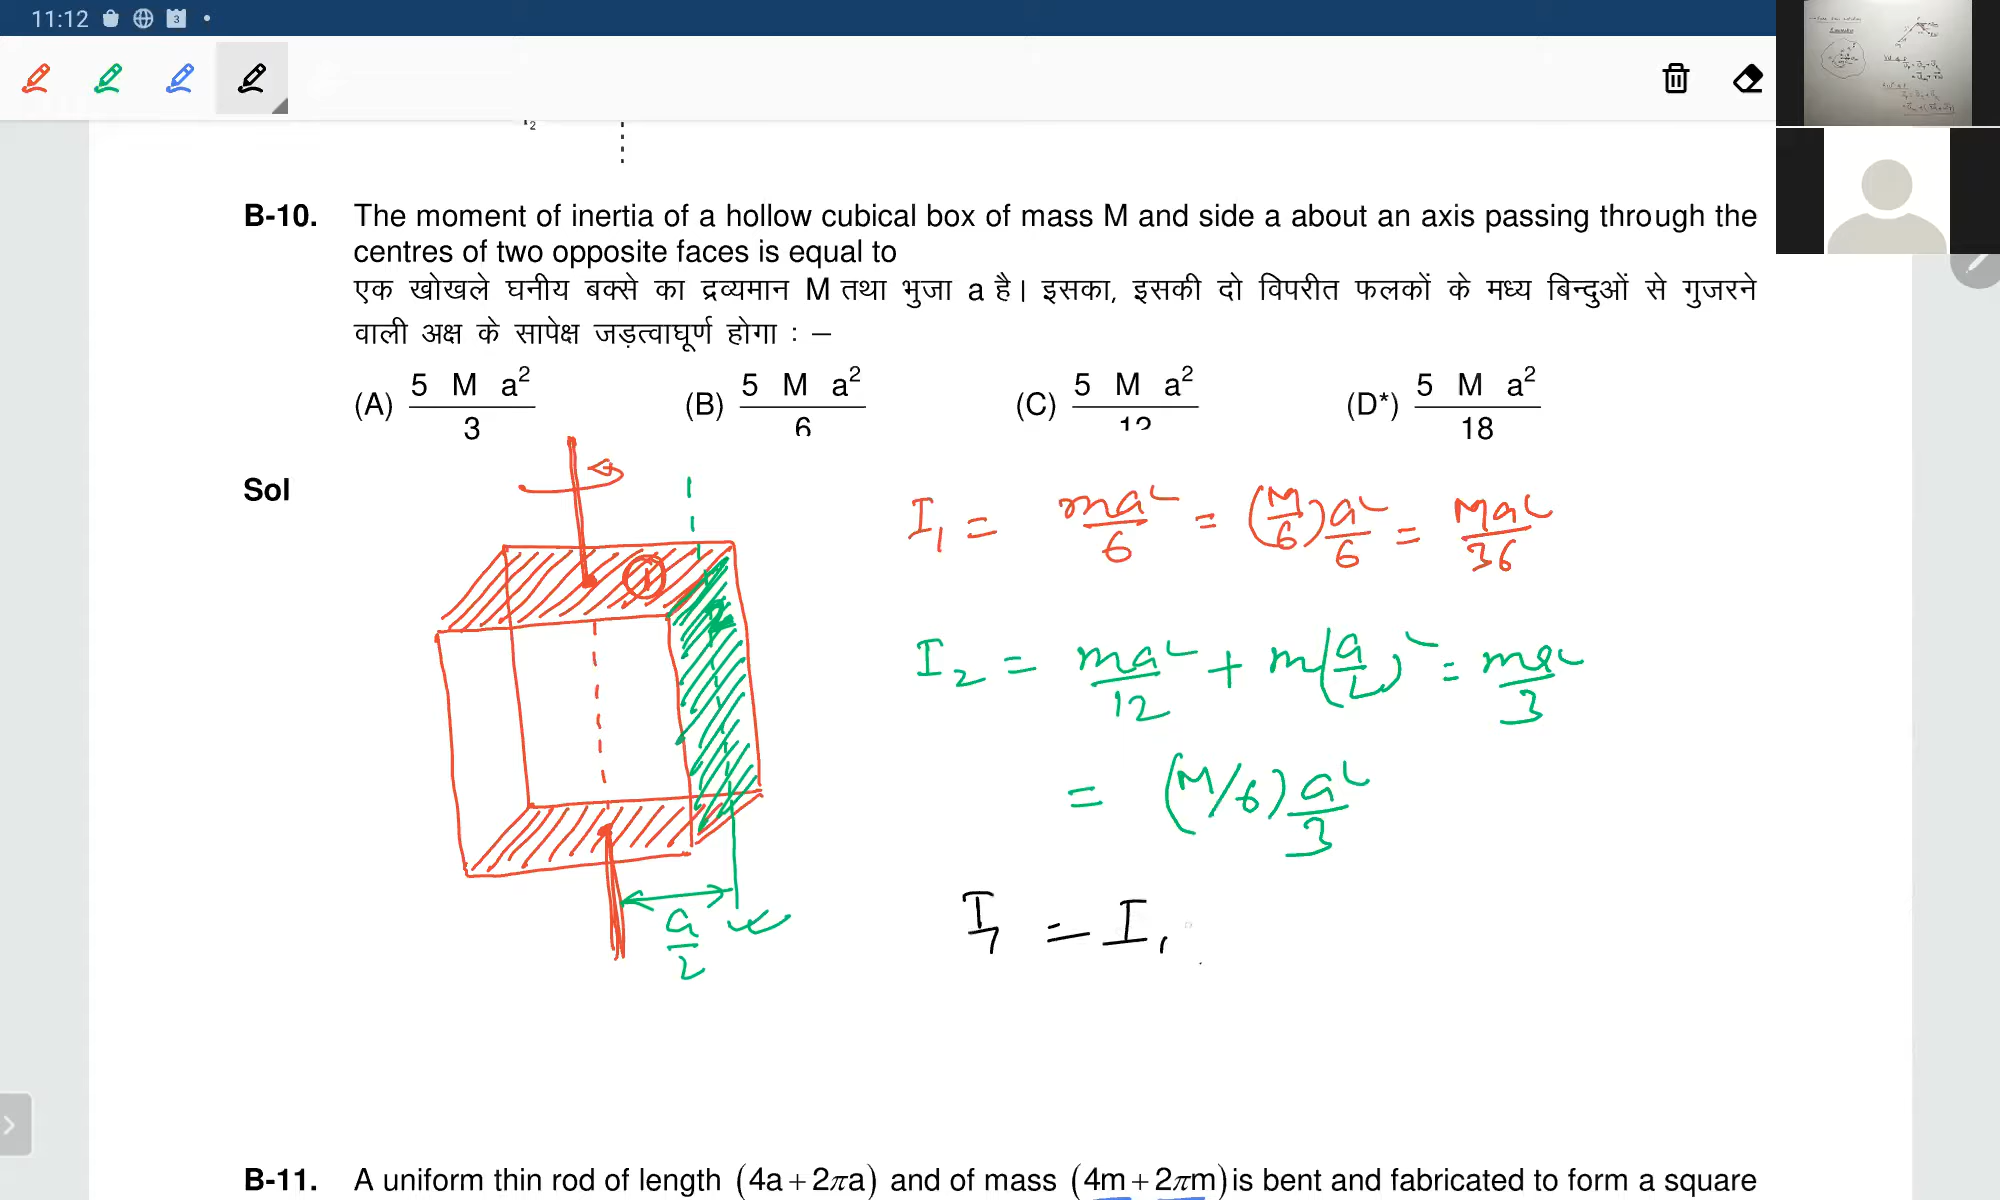 11:12 3
B-10. The moment of inertia of a hollow cubical box of mass M and side a about an axis passing through the
centres of two opposite faces is equal to
एक खोखले घनीय बक्से का द्रव्यमान M तथा भुजा a है। इसका, इसकी दो विपरीत फलकों के मध्य बिन्दुओं से गुजरने
वाली अक्ष के सापेक्ष जड़त्वाघूर्ण होगा : –
(A) 5 M a²/3 (B) 5 M a²/6 (C) 5 M a²/12 (D*) 5 M a²/18
Sol
I₁ = ma²/6 = (M/6)a²/6 = Ma²/36
1
2
I₂ = ma²/12 + m(a/2)² = ma²/3
= (M/6)a²/3
I = I₁
a/2
B-11. A uniform thin rod of length (4a+2πa) and of mass (4m+2πm) is bent and fabricated to form a square